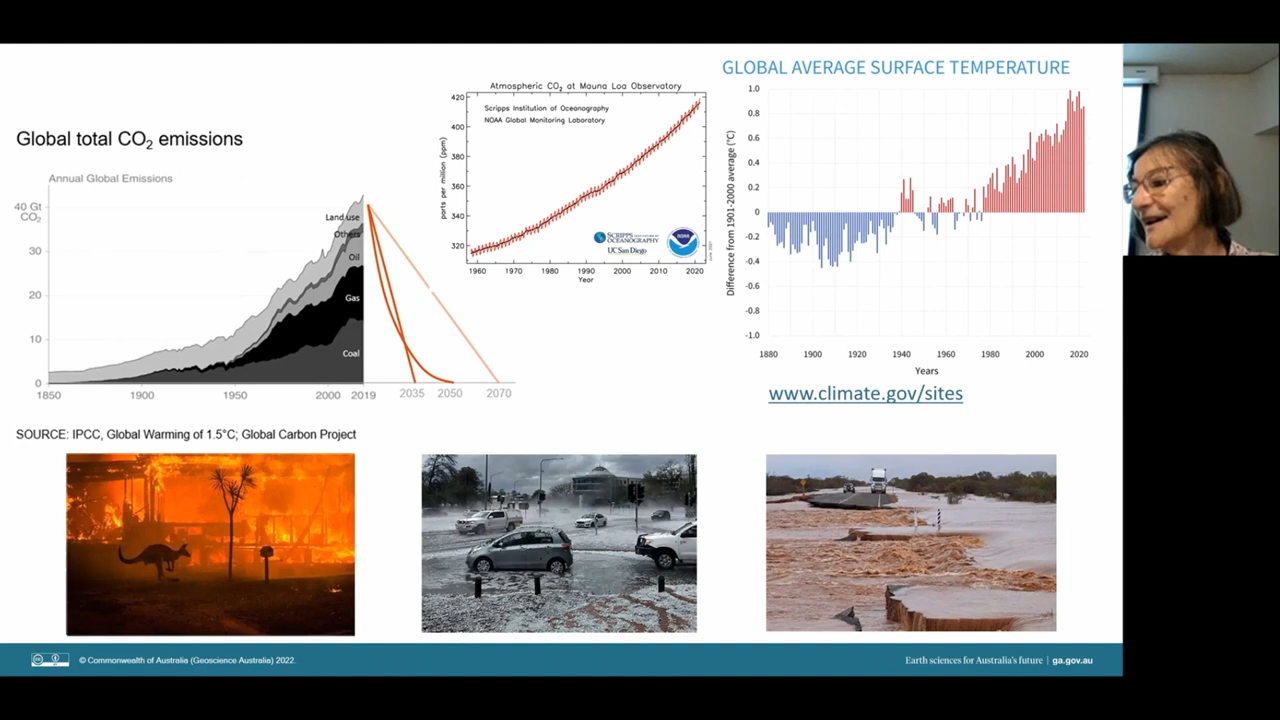 Global total CO₂ emissions
Annual Global Emissions
40 Gt
CO₂
30
20
10
0
Land use
Others
Oil
Gas
Coal
1850
1900
1950
2000
2019
2035
2050
2070
SOURCE: IPCC, Global Warming of 1.5°C; Global Carbon Project
Atmospheric CO₂ at Mauna Loa Observatory
Scripps Institution of Oceanography
NOAA Global Monitoring Laboratory
parts per million (ppm)
420
400
380
360
340
320
SCRIPPS INSTITUTION OF
OCEANOGRAPHY
UC San Diego
NOAA
1960
1970
1980
1990
2000
2010
2020
Year
GLOBAL AVERAGE SURFACE TEMPERATURE
Difference from 1901-2000 average (°C)
1.0
0.8
0.6
0.4
0.2
0
-0.2
-0.4
-0.6
-0.8
-1.0
1880
1900
1920
1940
1960
1980
2000
2020
Years
www.climate.gov/sites
© Commonwealth of Australia (Geoscience Australia) 2022.
Earth sciences for Australia's future | ga.gov.au